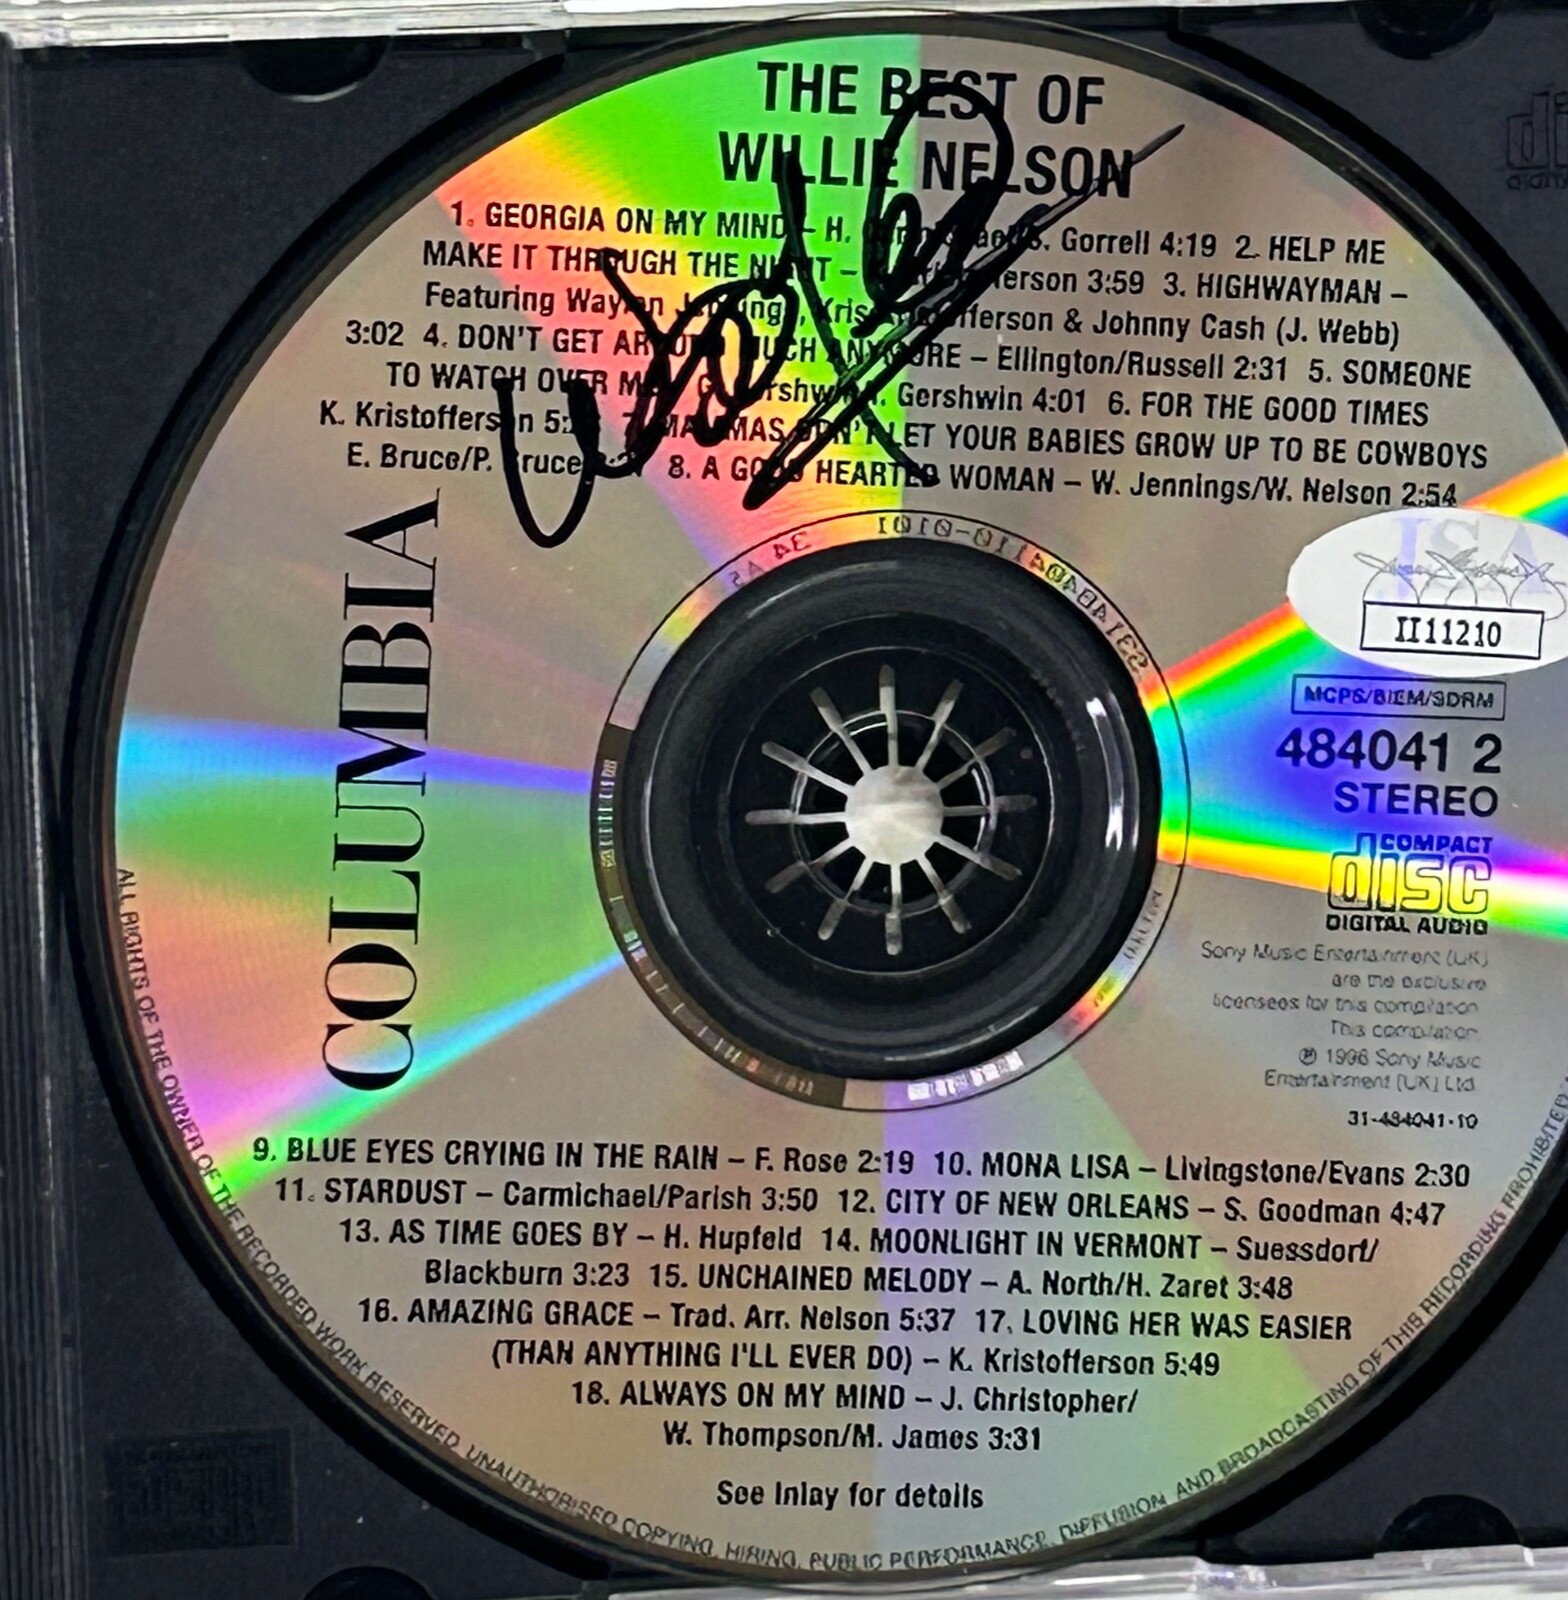 THE BEST OF
WILLIE NELSON
1. GEORGIA ON MY MIND – H. Gorrell 4:19 2. HELP ME
MAKE IT THROUGH THE NIGHT – 3:59 3. HIGHWAYMAN –
Featuring Waylon Jennings, Kris Kristofferson & Johnny Cash (J. Webb)
3:02 4. DON'T GET AROUND MUCH ANYMORE – Ellington/Russell 2:31 5. SOMEONE
TO WATCH OVER ME Gershwin 4:01 6. FOR THE GOOD TIMES
K. Kristofferson 7. MAMMAS DON'T LET YOUR BABIES GROW UP TO BE COWBOYS
E. Bruce/P. Bruce 8. A GOOD HEARTED WOMAN – W. Jennings/W. Nelson 2:54
COLUMBIA
JSA
II11210
MCPS/BIEM/SDRM
484041 2
STEREO
COMPACT
disc
DIGITAL AUDIO
Sony Music Entertainment (UK)
are the exclusive
licensees for this compilation
This compilation
℗ 1996 Sony Music
Entertainment (UK) Ltd.
31-484041-10
9. BLUE EYES CRYING IN THE RAIN – F. Rose 2:19 10. MONA LISA – Livingstone/Evans 2:30
11. STARDUST – Carmichael/Parish 3:50 12. CITY OF NEW ORLEANS – S. Goodman 4:47
13. AS TIME GOES BY – H. Hupfeld 14. MOONLIGHT IN VERMONT – Suessdorf/
Blackburn 3:23 15. UNCHAINED MELODY – A. North/H. Zaret 3:48
16. AMAZING GRACE – Trad. Arr. Nelson 5:37 17. LOVING HER WAS EASIER
(THAN ANYTHING I'LL EVER DO) – K. Kristofferson 5:49
18. ALWAYS ON MY MIND – J. Christopher/
W. Thompson/M. James 3:31
See Inlay for details
ALL RIGHTS OF THE OWNER OF THE RECORDED WORK RESERVED. UNAUTHORISED COPYING, HIRING, PUBLIC PERFORMANCE, DIFFUSION AND BROADCASTING OF THIS RECORDING PROHIBITED